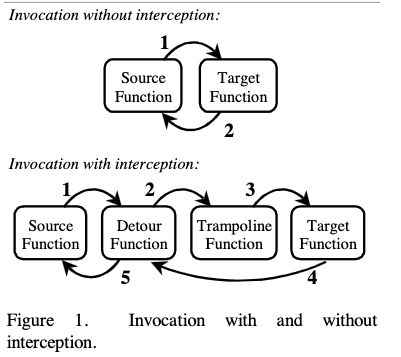 Invocation without interception:
1
Source Target
Function Function
2
Invocation with interception:
1 2 3
Source Detour Trampoline Target
Function Function Function Function
5 4
Figure 1. Invocation with and without
interception.